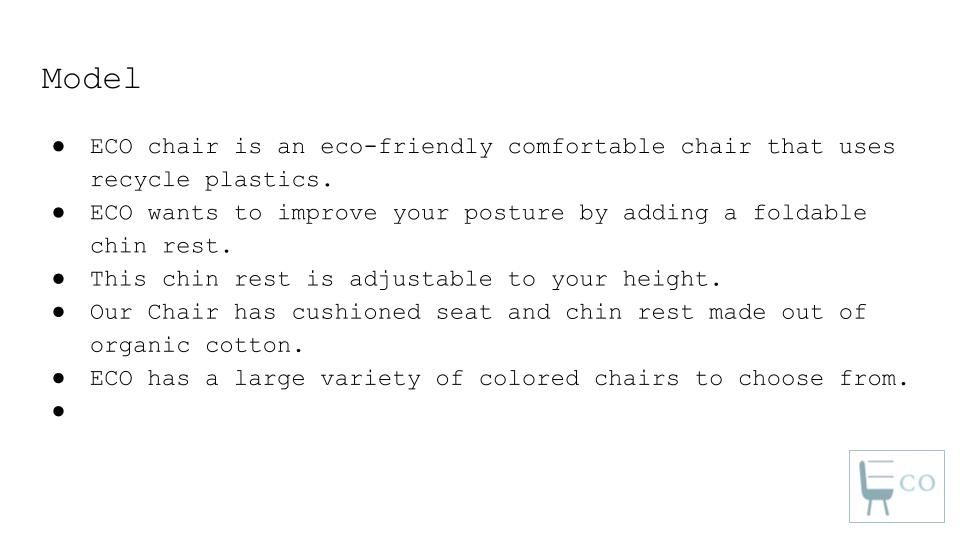 Model
● ECO chair is an eco-friendly comfortable chair that uses
recycle plastics.
● ECO wants to improve your posture by adding a foldable
chin rest.
● This chin rest is adjustable to your height.
● Our Chair has cushioned seat and chin rest made out of
organic cotton.
● ECO has a large variety of colored chairs to choose from.
●
ECO